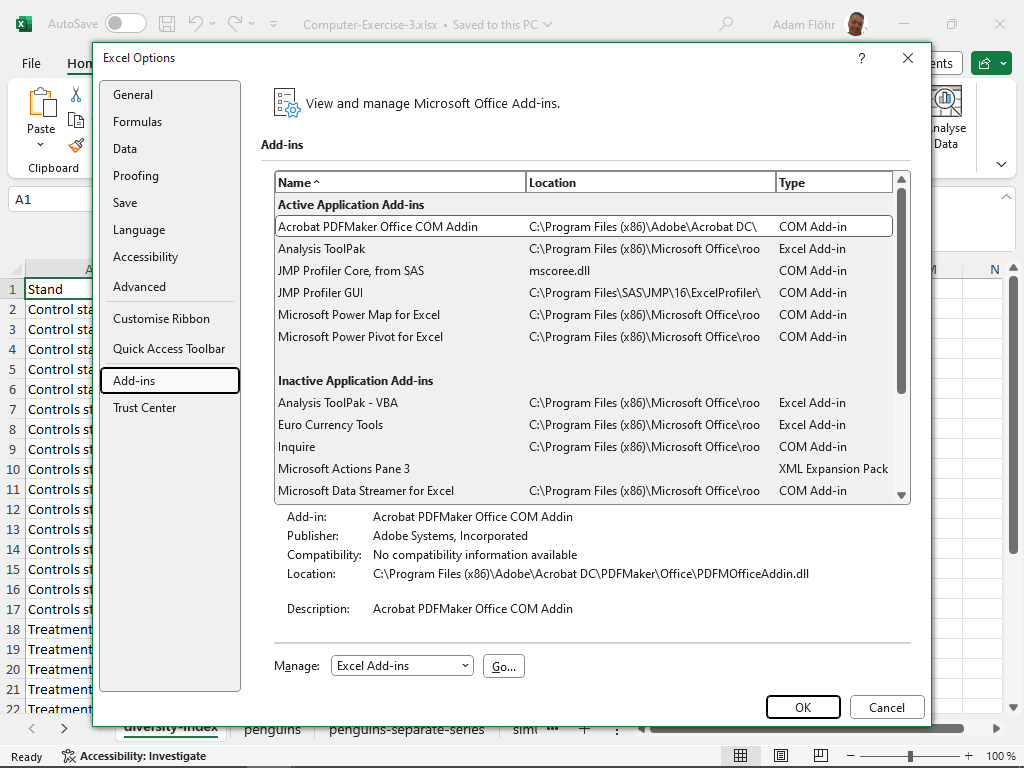 AutoSave
Computer-Exercise-3.xlsx • Saved to this PC
Adam Flöhr
Excel Options
File
Paste
Clipboard
Data
A1
General
Formulas
Data
Proofing
Save
Language
Accessibility
Advanced
Customise Ribbon
Quick Access Toolbar
Add-ins
Trust Center
View and manage Microsoft Office Add-ins.
Add-ins
Name Location Type
Active Application Add-ins
Acrobat PDFMaker Office COM Addin C:\Program Files (x86)\Adobe\Acrobat DC\ COM Add-in
Analysis ToolPak C:\Program Files (x86)\Microsoft Office\roo Excel Add-in
JMP Profiler Core, from SAS mscoree.dll COM Add-in
JMP Profiler GUI C:\Program Files\SAS\JMP\16\ExcelProfiler\ COM Add-in
Microsoft Power Map for Excel C:\Program Files (x86)\Microsoft Office\roo COM Add-in
Microsoft Power Pivot for Excel C:\Program Files (x86)\Microsoft Office\roo COM Add-in
Inactive Application Add-ins
Analysis ToolPak - VBA C:\Program Files (x86)\Microsoft Office\roo Excel Add-in
Euro Currency Tools C:\Program Files (x86)\Microsoft Office\roo Excel Add-in
Inquire C:\Program Files (x86)\Microsoft Office\roo COM Add-in
Microsoft Actions Pane 3 XML Expansion Pack
Microsoft Data Streamer for Excel C:\Program Files (x86)\Microsoft Office\roo COM Add-in
Add-in: Acrobat PDFMaker Office COM Addin
Publisher: Adobe Systems, Incorporated
Compatibility: No compatibility information available
Location: C:\Program Files (x86)\Adobe\Acrobat DC\PDFMaker\Office\PDFMOfficeAddin.dll
Description: Acrobat PDFMaker Office COM Addin
Manage: Excel Add-ins Go...
OK Cancel
N
1 Stand
2 Control sta
3 Control sta
4 Control sta
5 Control sta
6 Control sta
7 Controls st
8 Controls st
9 Controls st
10 Controls st
11 Controls st
12 Controls st
13 Controls st
14 Controls st
15 Controls st
16 Controls st
17 Controls st
18 Treatment
19 Treatment
20 Treatment
21 Treatment
22 Treatment
diversity-index penguins penguins-separate-series
Ready Accessibility: Investigate 100 %